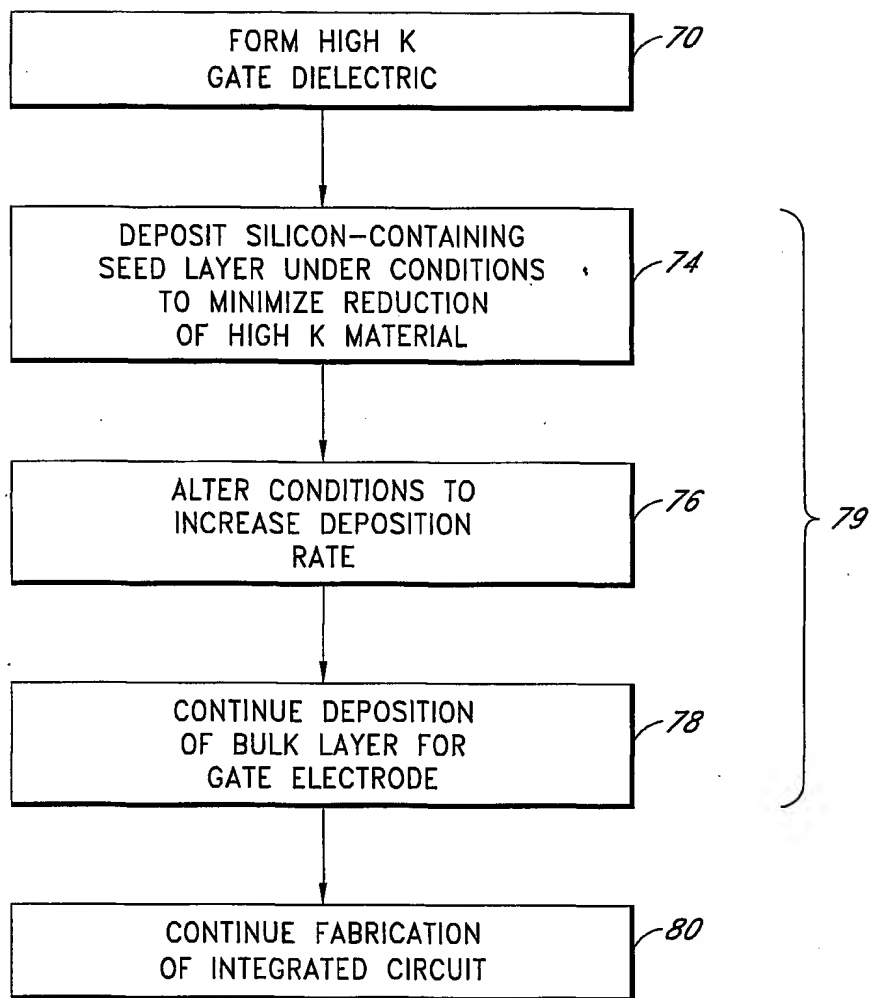 FORM HIGH K
GATE DIELECTRIC
70
DEPOSIT SILICON-CONTAINING
SEED LAYER UNDER CONDITIONS
TO MINIMIZE REDUCTION
OF HIGH K MATERIAL
74
ALTER CONDITIONS TO
INCREASE DEPOSITION
RATE
76
79
CONTINUE DEPOSITION
OF BULK LAYER FOR
GATE ELECTRODE
78
CONTINUE FABRICATION
OF INTEGRATED CIRCUIT
80